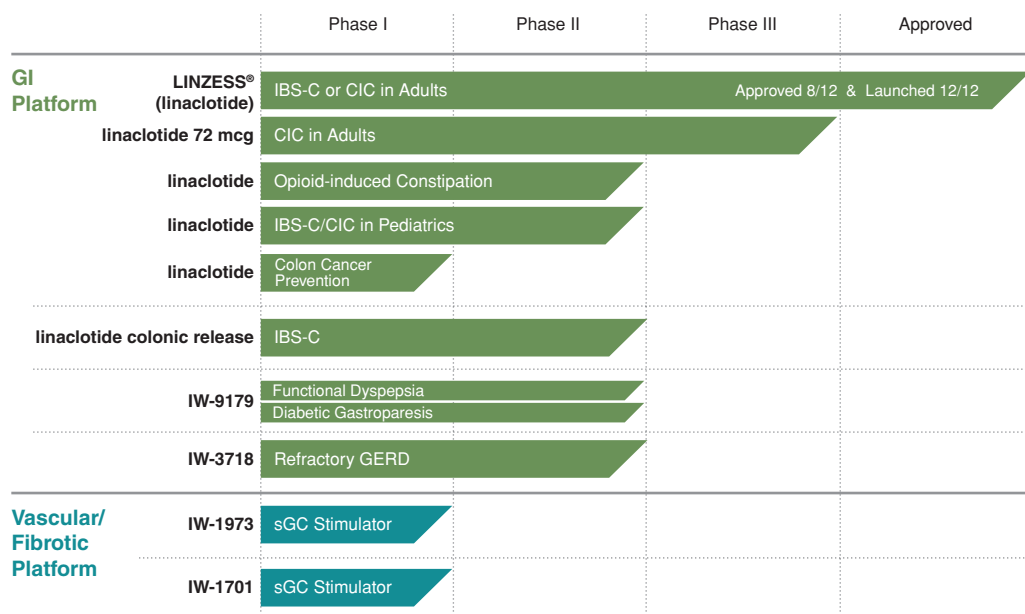 Phase I Phase II Phase III Approved
GI
Platform
LINZESS®
(linaclotide)
IBS-C or CIC in Adults Approved 8/12 & Launched 12/12
linaclotide 72 mcg CIC in Adults
linaclotide Opioid-induced Constipation
linaclotide IBS-C/CIC in Pediatrics
linaclotide Colon Cancer
Prevention
linaclotide colonic release IBS-C
IW-9179 Functional Dyspepsia
Diabetic Gastroparesis
IW-3718 Refractory GERD
Vascular/
Fibrotic
Platform
IW-1973 sGC Stimulator
IW-1701 sGC Stimulator